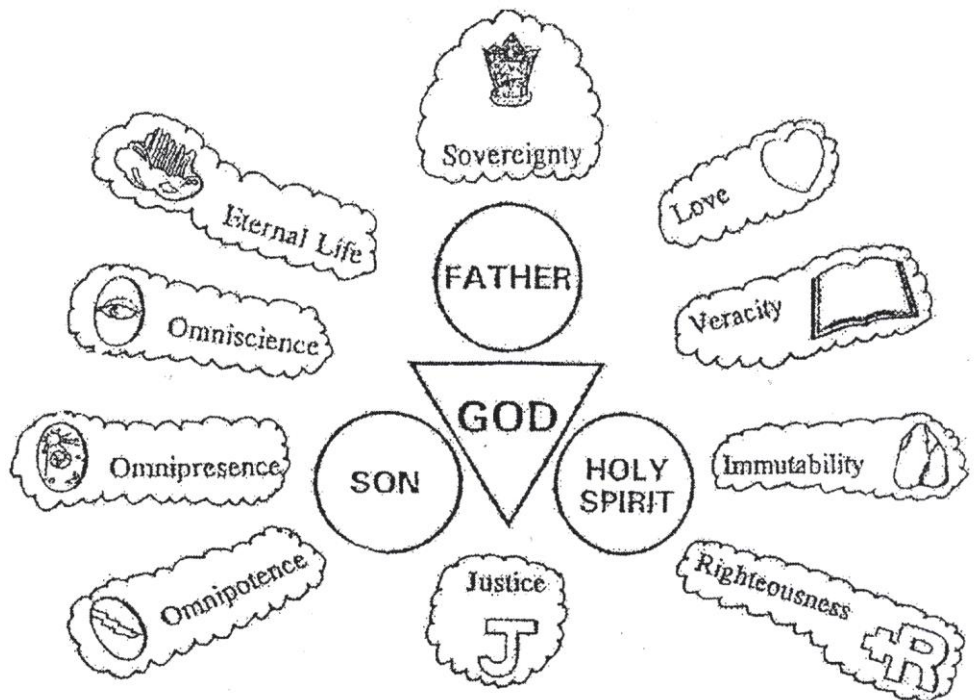 Sovereignty
Eternal Life
Love
FATHER
Omniscience
Veracity
GOD
Omnipresence
SON
HOLY
SPIRIT
Immutability
Omnipotence
Justice
J
Righteousness
+R